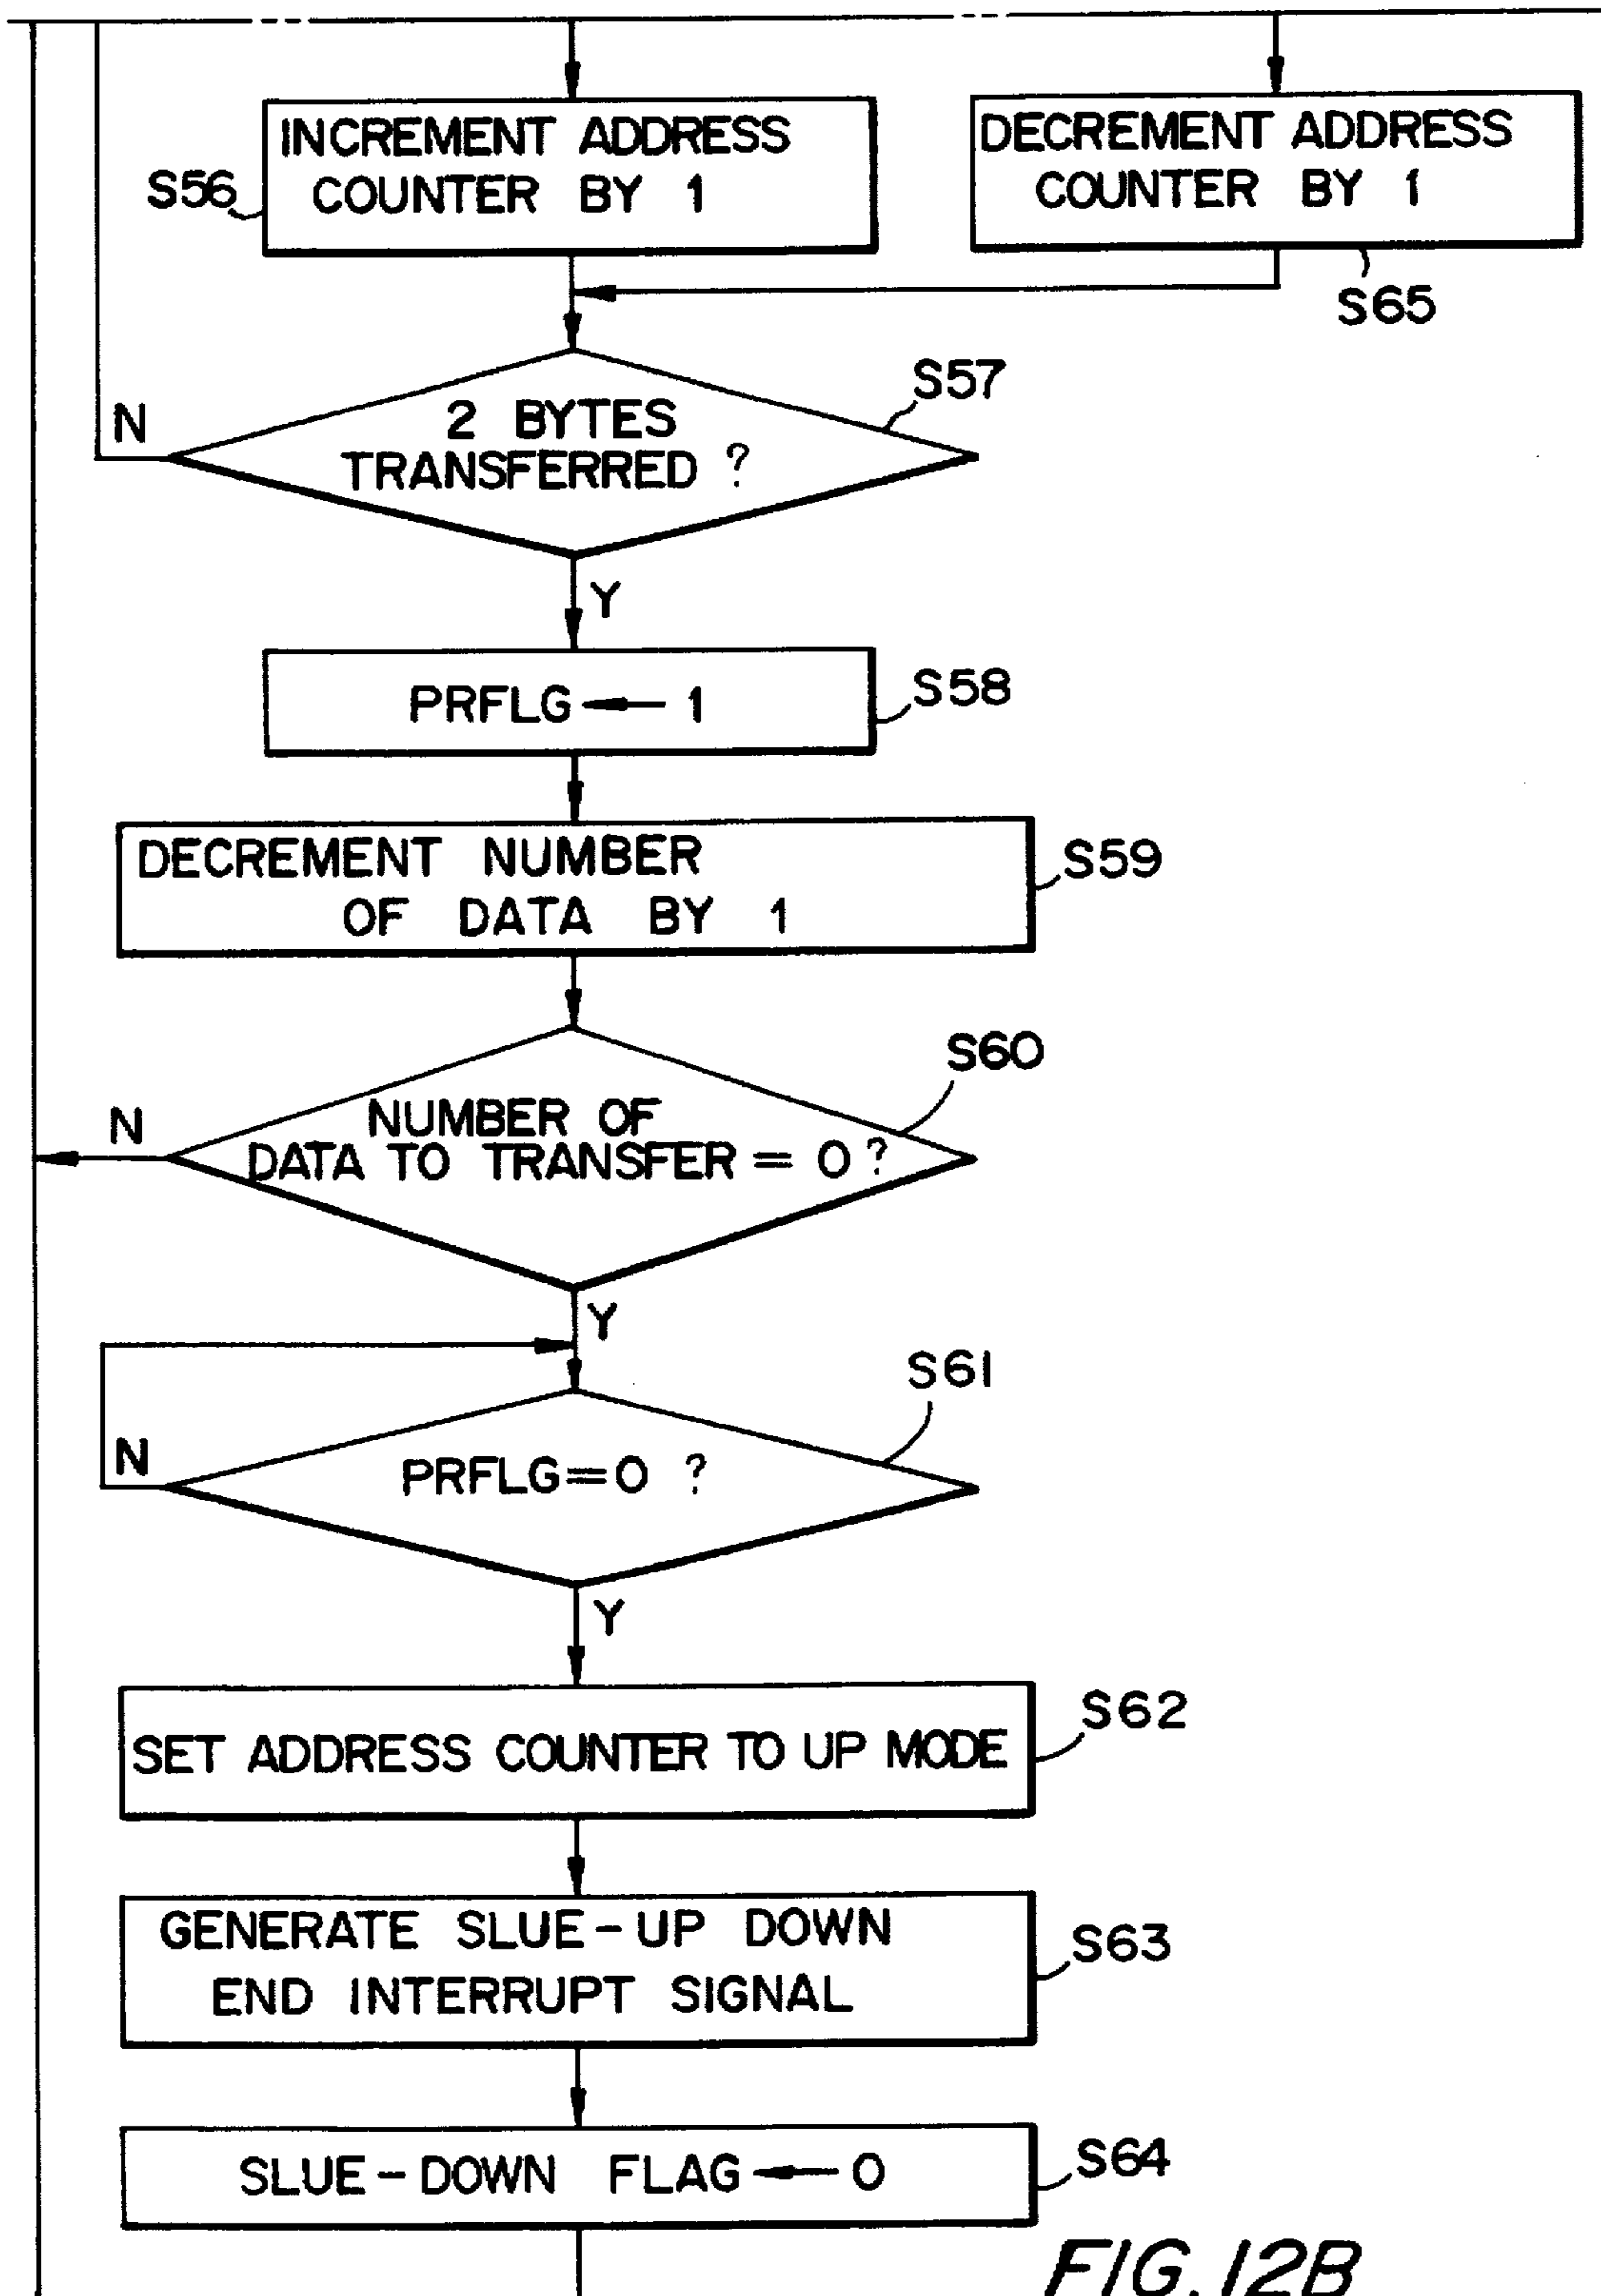 INCREMENT ADDRESS
COUNTER BY 1
S56
DECREMENT ADDRESS
COUNTER BY 1
S65
2 BYTES
TRANSFERRED ?
S57
N
Y
PRFLG ← 1
S58
DECREMENT NUMBER
OF DATA BY 1
S59
NUMBER OF
DATA TO TRANSFER = 0 ?
S60
N
Y
PRFLG = 0 ?
S61
N
Y
SET ADDRESS COUNTER TO UP MODE
S62
GENERATE SLUE-UP DOWN
END INTERRUPT SIGNAL
S63
SLUE-DOWN FLAG ← 0
S64
FIG. 12B